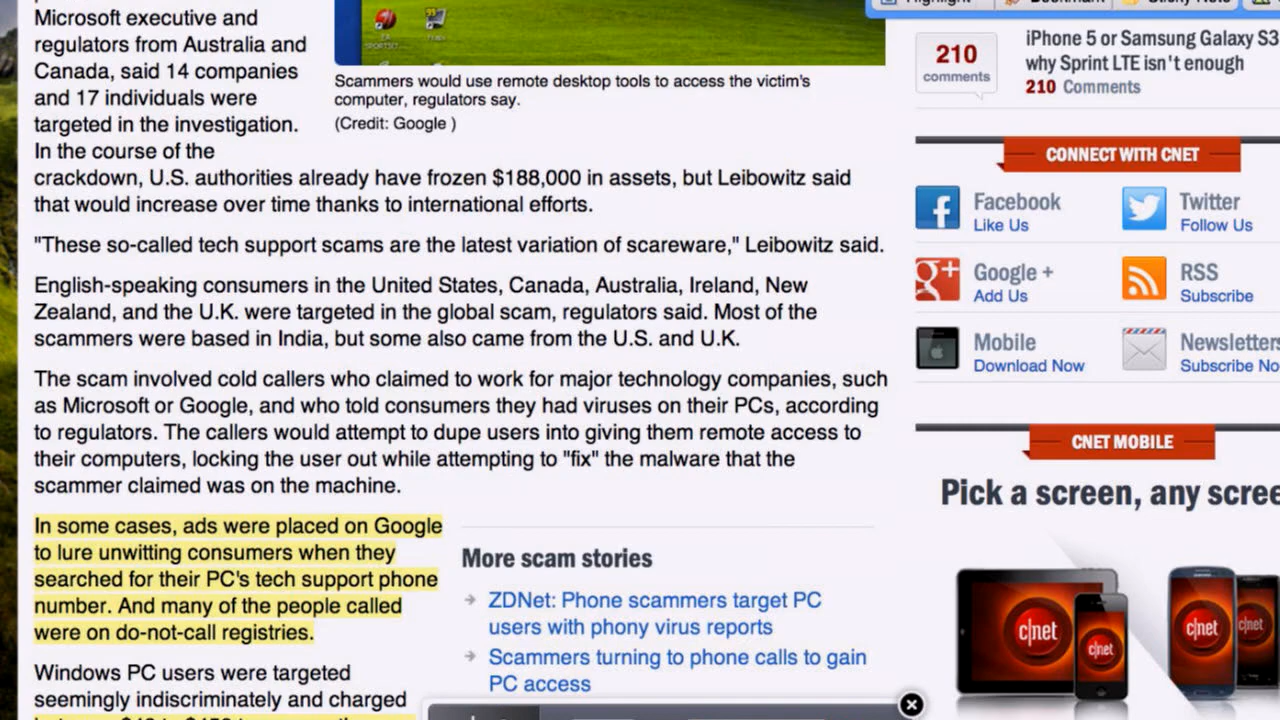 Microsoft executive and
regulators from Australia and
Canada, said 14 companies
and 17 individuals were
targeted in the investigation.
In the course of the
crackdown, U.S. authorities already have frozen $188,000 in assets, but Leibowitz said
that would increase over time thanks to international efforts.
"These so-called tech support scams are the latest variation of scareware," Leibowitz said.
English-speaking consumers in the United States, Canada, Australia, Ireland, New
Zealand, and the U.K. were targeted in the global scam, regulators said. Most of the
scammers were based in India, but some also came from the U.S. and U.K.
The scam involved cold callers who claimed to work for major technology companies, such
as Microsoft or Google, and who told consumers they had viruses on their PCs, according
to regulators. The callers would attempt to dupe users into giving them remote access to
their computers, locking the user out while attempting to "fix" the malware that the
scammer claimed was on the machine.
In some cases, ads were placed on Google
to lure unwitting consumers when they
searched for their PC's tech support phone
number. And many of the people called
were on do-not-call registries.
Windows PC users were targeted
seemingly indiscriminately and charged
Scammers would use remote desktop tools to access the victim's
computer, regulators say.
(Credit: Google )
More scam stories
ZDNet: Phone scammers target PC
users with phony virus reports
Scammers turning to phone calls to gain
PC access
Highlight
Bookmark
Sticky Note
210
comments
iPhone 5 or Samsung Galaxy S3
why Sprint LTE isn't enough
210 Comments
CONNECT WITH CNET
Facebook
Like Us
Twitter
Follow Us
Google +
Add Us
RSS
Subscribe
Mobile
Download Now
Newsletters
Subscribe No
CNET MOBILE
Pick a screen, any scree
c|net
c|net
c|net
c|net